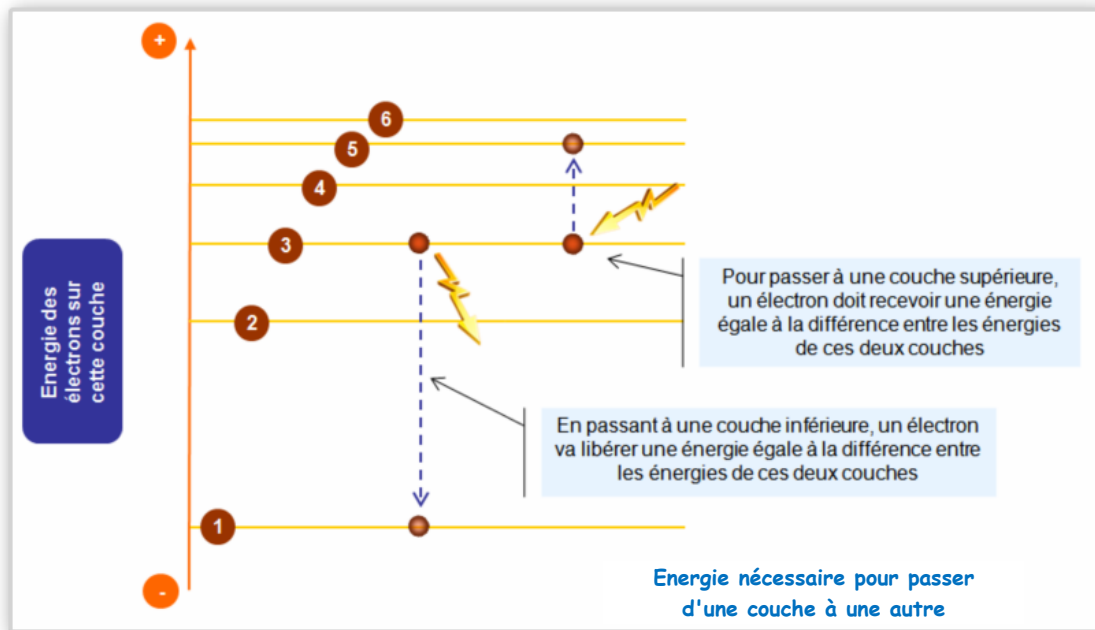 +
6
5
4
3
2
1
-
Energie des
électrons sur
cette couche
Pour passer à une couche supérieure,
un électron doit recevoir une énergie
égale à la différence entre les énergies
de ces deux couches
En passant à une couche inférieure, un électron
va libérer une énergie égale à la différence entre
les énergies de ces deux couches
Energie nécessaire pour passer
d'une couche à une autre